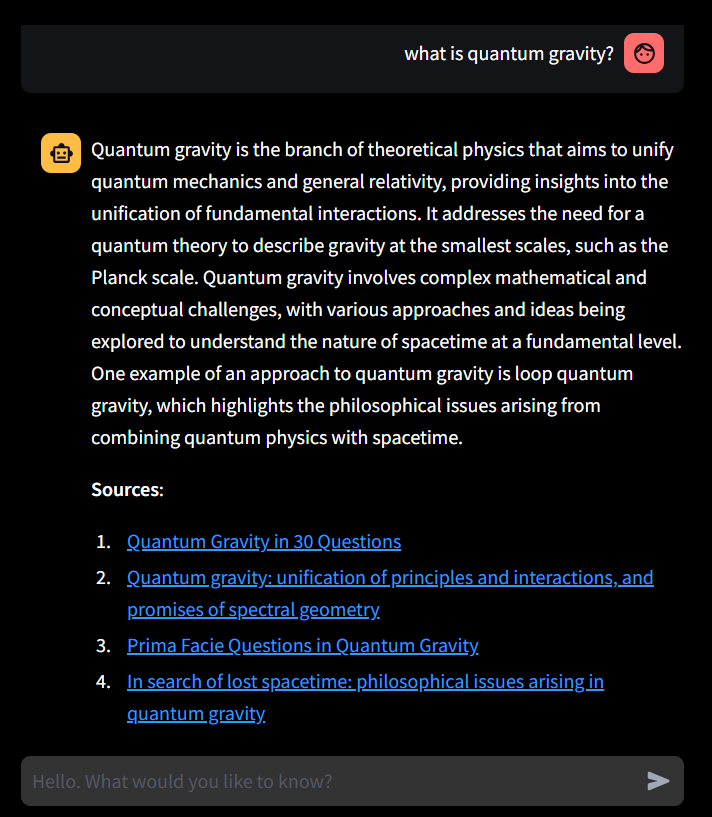 what is quantum gravity?
Quantum gravity is the branch of theoretical physics that aims to unify
quantum mechanics and general relativity, providing insights into the
unification of fundamental interactions. It addresses the need for a
quantum theory to describe gravity at the smallest scales, such as the
Planck scale. Quantum gravity involves complex mathematical and
conceptual challenges, with various approaches and ideas being
explored to understand the nature of spacetime at a fundamental level.
One example of an approach to quantum gravity is loop quantum
gravity, which highlights the philosophical issues arising from
combining quantum physics with spacetime.
Sources:
1. Quantum Gravity in 30 Questions
2. Quantum gravity: unification of principles and interactions, and
promises of spectral geometry
3. Prima Facie Questions in Quantum Gravity
4. In search of lost spacetime: philosophical issues arising in
quantum gravity
Hello. What would you like to know?